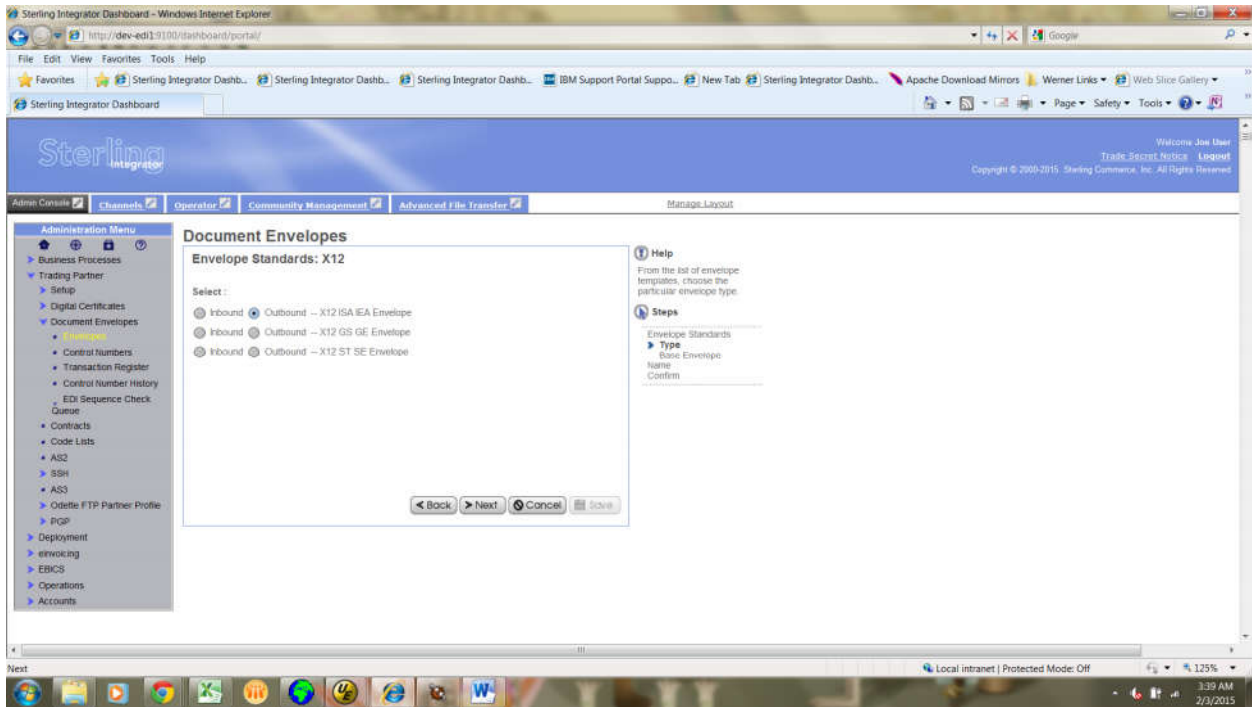 Sterling Integrator Dashboard - Windows Internet Explorer
http://dev-edi1:9100/dashboard/portal/
Google
File Edit View Favorites Tools Help
Favorites Sterling Integrator Dashb... Sterling Integrator Dashb... Sterling Integrator Dashb... IBM Support Portal Suppo... New Tab Sterling Integrator Dashb... Apache Download Mirrors Werner Links Web Slice Gallery
Sterling Integrator Dashboard
Page Safety Tools
Sterling
Integrator
Welcome Joe User
Trade Secret Notice Logout
Copyright © 2000-2015. Sterling Commerce, Inc. All Rights Reserved
Admin Console Channels Operator Community Management Advanced File Transfer Manage Layout
Administration Menu
Business Processes
Trading Partner
Setup
Digital Certificates
Document Envelopes
Envelopes
Control Numbers
Transaction Register
Control Number History
EDI Sequence Check
Queue
Contracts
Code Lists
AS2
SSH
AS3
Odette FTP Partner Profile
PGP
Deployment
eInvoicing
EBICS
Operations
Accounts
Document Envelopes
Envelope Standards: X12
Select :
Inbound Outbound -- X12 ISA IEA Envelope
Inbound Outbound -- X12 GS GE Envelope
Inbound Outbound -- X12 ST SE Envelope
Back Next Cancel Save
Help
From the list of envelope
templates, choose the
particular envelope type.
Steps
Envelope Standards
Type
Base Envelope
Name
Confirm
Next
Local intranet | Protected Mode: Off
125%
3:39 AM
2/3/2015